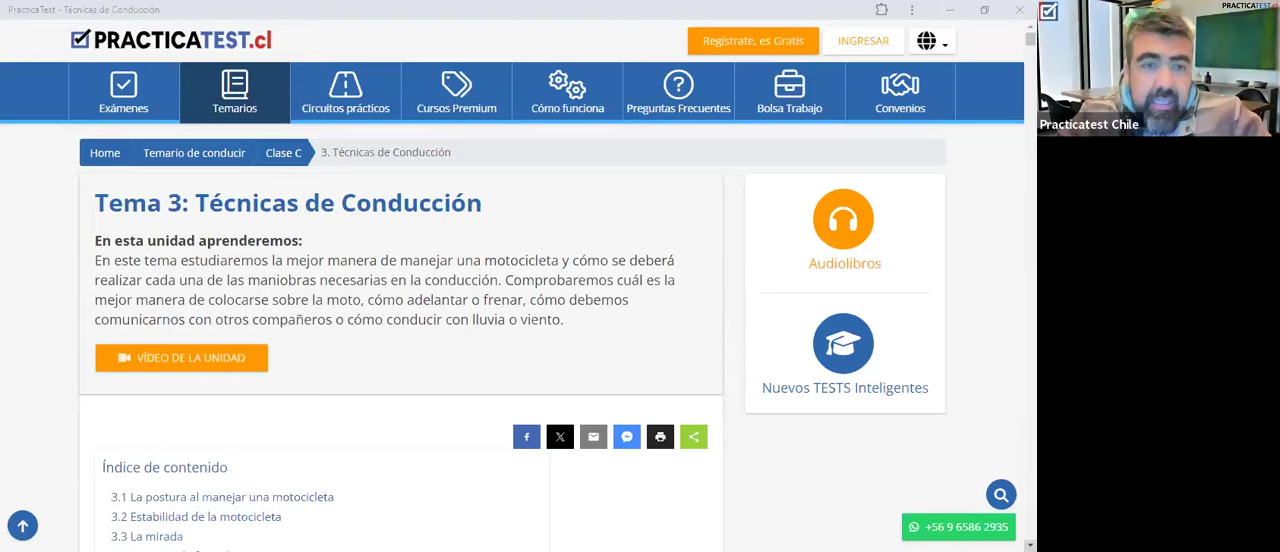 PracticaTest - Técnicas de Conducción
PRACTICATEST.cl
Regístrate, es Gratis
INGRESAR
Exámenes
Temarios
Circuitos prácticos
Cursos Premium
Cómo funciona
Preguntas Frecuentes
Bolsa Trabajo
Convenios
Home
Temario de conducir
Clase C
3. Técnicas de Conducción
Tema 3: Técnicas de Conducción
En esta unidad aprenderemos:
En este tema estudiaremos la mejor manera de manejar una motocicleta y cómo se deberá
realizar cada una de las maniobras necesarias en la conducción. Comprobaremos cuál es la
mejor manera de colocarse sobre la moto, cómo adelantar o frenar, cómo debemos
comunicarnos con otros compañeros o cómo conducir con lluvia o viento.
VÍDEO DE LA UNIDAD
Audiolibros
Nuevos TESTS Inteligentes
Índice de contenido
3.1 La postura al manejar una motocicleta
3.2 Estabilidad de la motocicleta
3.3 La mirada
+56 9 6586 2935
PRACTICATEST.cl
Practicatest Chile